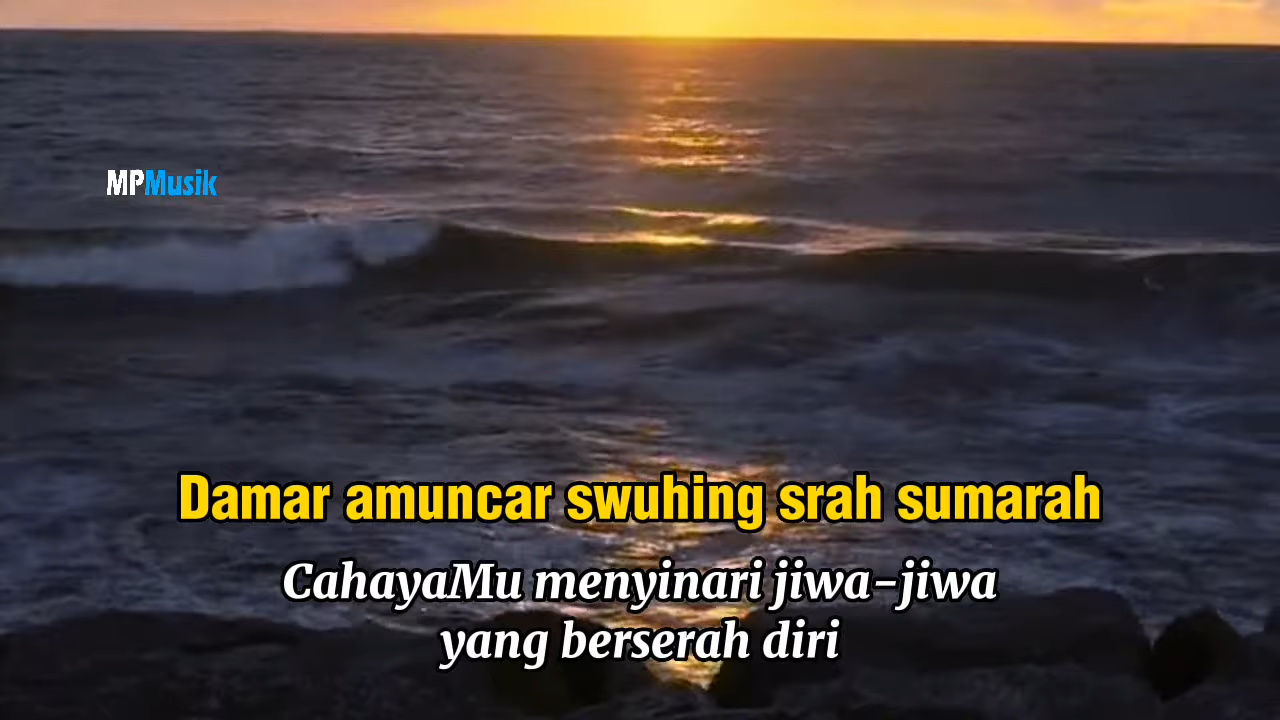 MPMusik
Damar amuncar swuhing srah sumarah
CahayaMu menyinari jiwa-jiwa
yang berserah diri